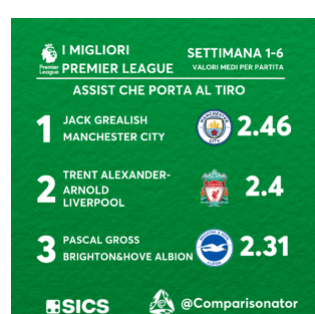 I MIGLIORI
PREMIER LEAGUE
Premier
League
SETTIMANA 1-6
VALORI MEDI PER PARTITA
ASSIST CHE PORTA AL TIRO
1 JACK GREALISH
MANCHESTER CITY
2.46
2 TRENT ALEXANDER-
ARNOLD
LIVERPOOL
2.4
3 PASCAL GROSS
BRIGHTON&HOVE ALBION
2.31
SICS
@Comparisonator